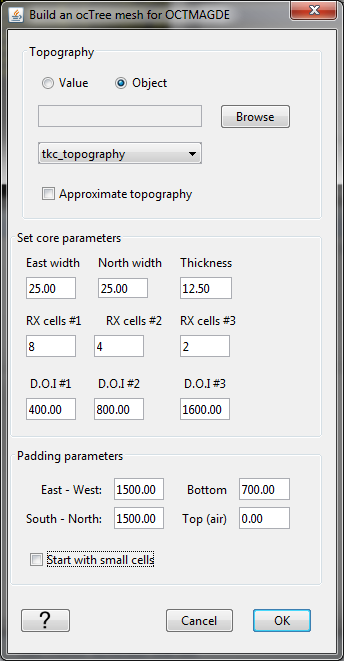 Build an ocTree mesh for OCTMAGDE
Topography
Value Object
Browse
tkc_topography
Approximate topography
Set core parameters
East width North width Thickness
25.00 25.00 12.50
RX cells #1 RX cells #2 RX cells #3
8 4 2
D.O.I #1 D.O.I #2 D.O.I #3
400.00 800.00 1600.00
Padding parameters
East - West: 1500.00 Bottom 700.00
South - North: 1500.00 Top (air) 0.00
Start with small cells
? Cancel OK